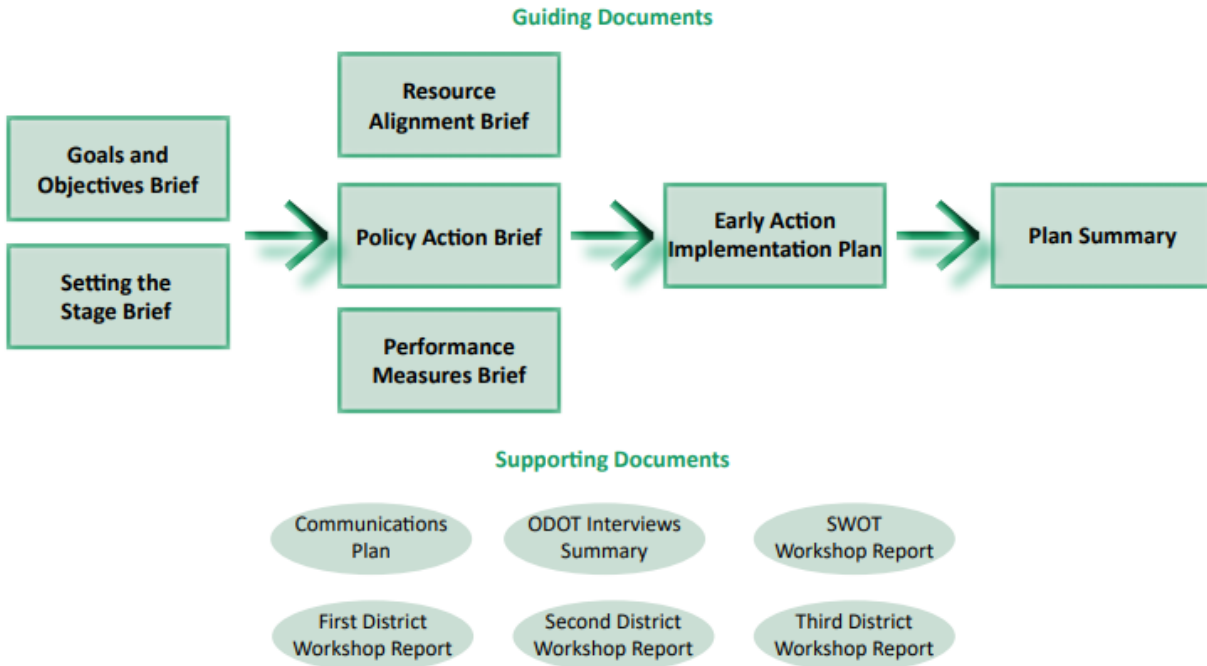 Guiding Documents
Goals and
Objectives Brief
Setting the
Stage Brief
Resource
Alignment Brief
Policy Action Brief
Performance
Measures Brief
Early Action
Implementation Plan
Plan Summary
Supporting Documents
Communications
Plan
ODOT Interviews
Summary
SWOT
Workshop Report
First District
Workshop Report
Second District
Workshop Report
Third District
Workshop Report